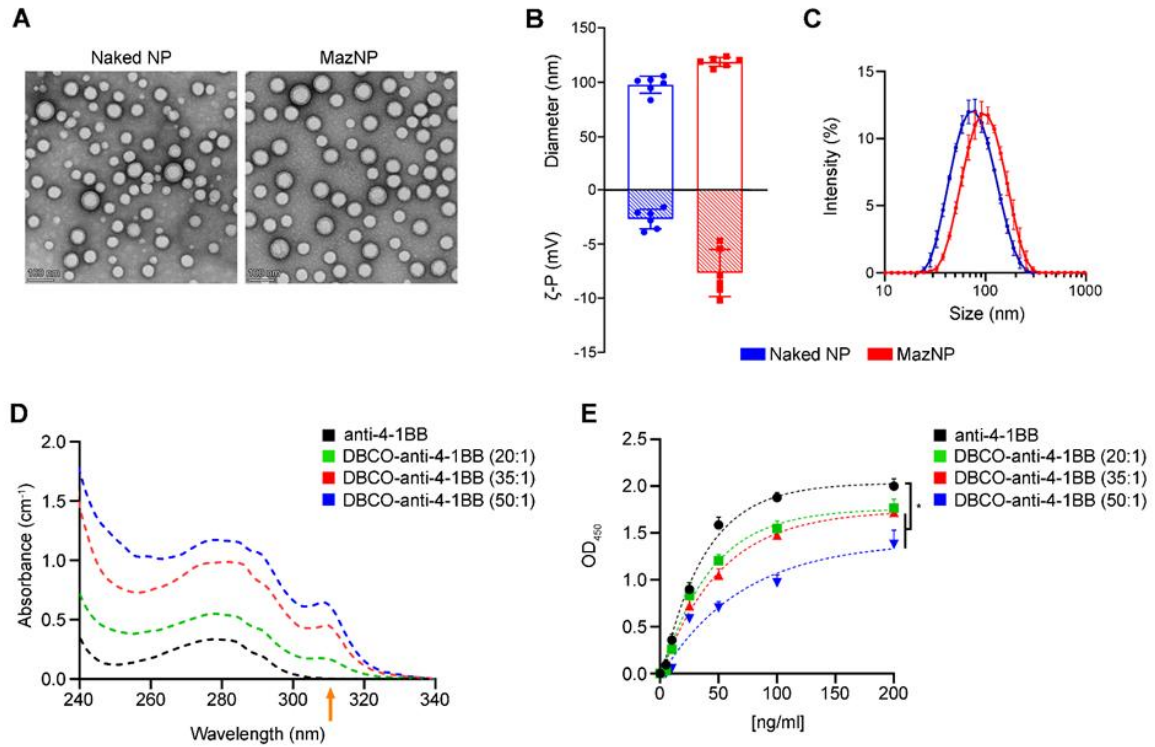 A
Naked NP
MazNP
100 nm
100 nm
B
Diameter (nm)
ζ-P (mV)
150
100
50
0
-5
-10
-15
C
Intensity (%)
15
10
5
0
10
100
1000
Size (nm)
Naked NP
MazNP
D
anti-4-1BB
DBCO-anti-4-1BB (20:1)
DBCO-anti-4-1BB (35:1)
DBCO-anti-4-1BB (50:1)
Absorbance (cm⁻¹)
2.0
1.5
1.0
0.5
0.0
240
260
280
300
320
340
Wavelength (nm)
E
anti-4-1BB
DBCO-anti-4-1BB (20:1)
DBCO-anti-4-1BB (35:1)
DBCO-anti-4-1BB (50:1)
OD₄₅₀
2.5
2.0
1.5
1.0
0.5
0.0
0
50
100
150
200
[ng/ml]
*